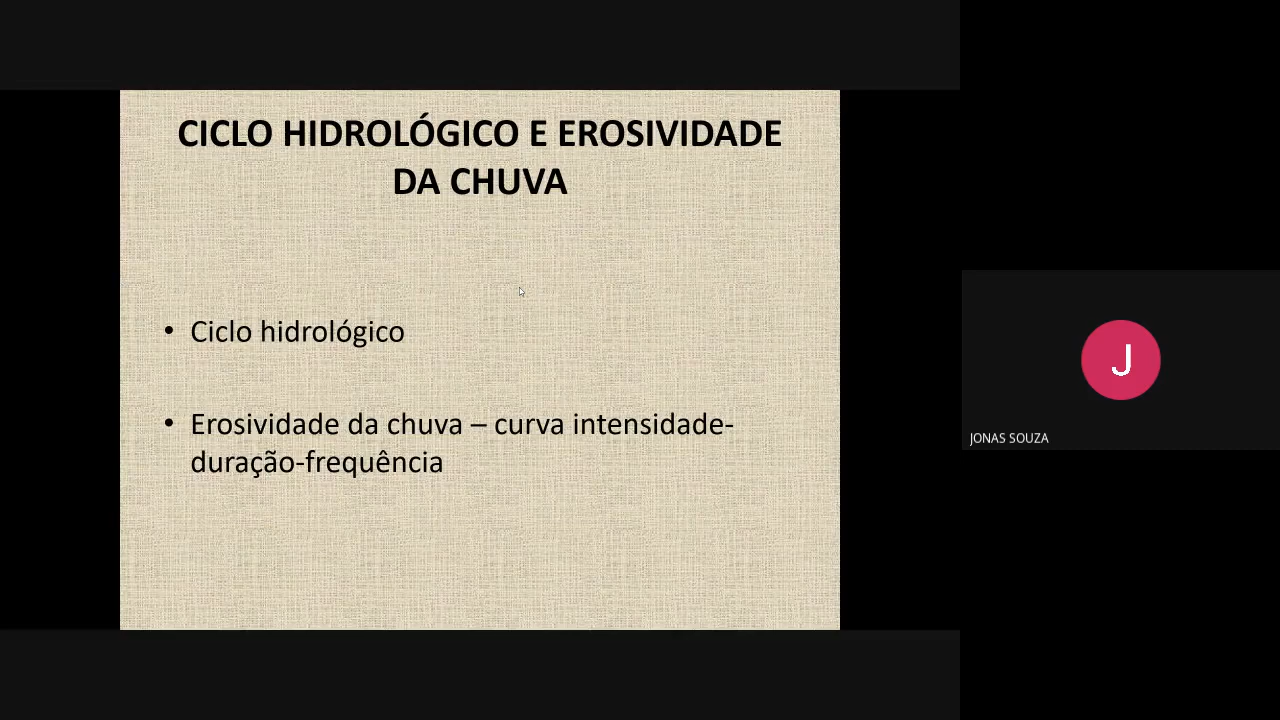 CICLO HIDROLÓGICO E EROSIVIDADE
DA CHUVA
• Ciclo hidrológico
• Erosividade da chuva – curva intensidade-
duração-frequência
J
JONAS SOUZA